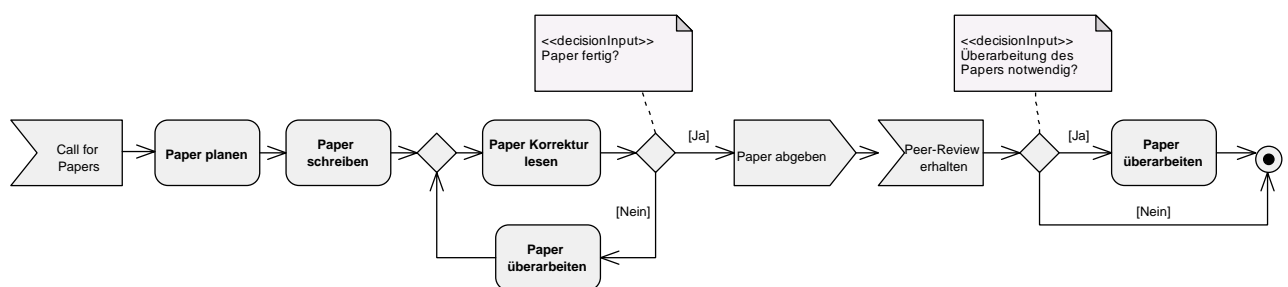 <<decisionInput>>
Paper fertig?
<<decisionInput>>
Überarbeitung des
Papers notwendig?
Call for
Papers
Paper planen
Paper
schreiben
Paper Korrektur
lesen
[Ja]
Paper abgeben
Peer-Review
erhalten
[Ja]
Paper
überarbeiten
[Nein]
[Nein]
Paper
überarbeiten